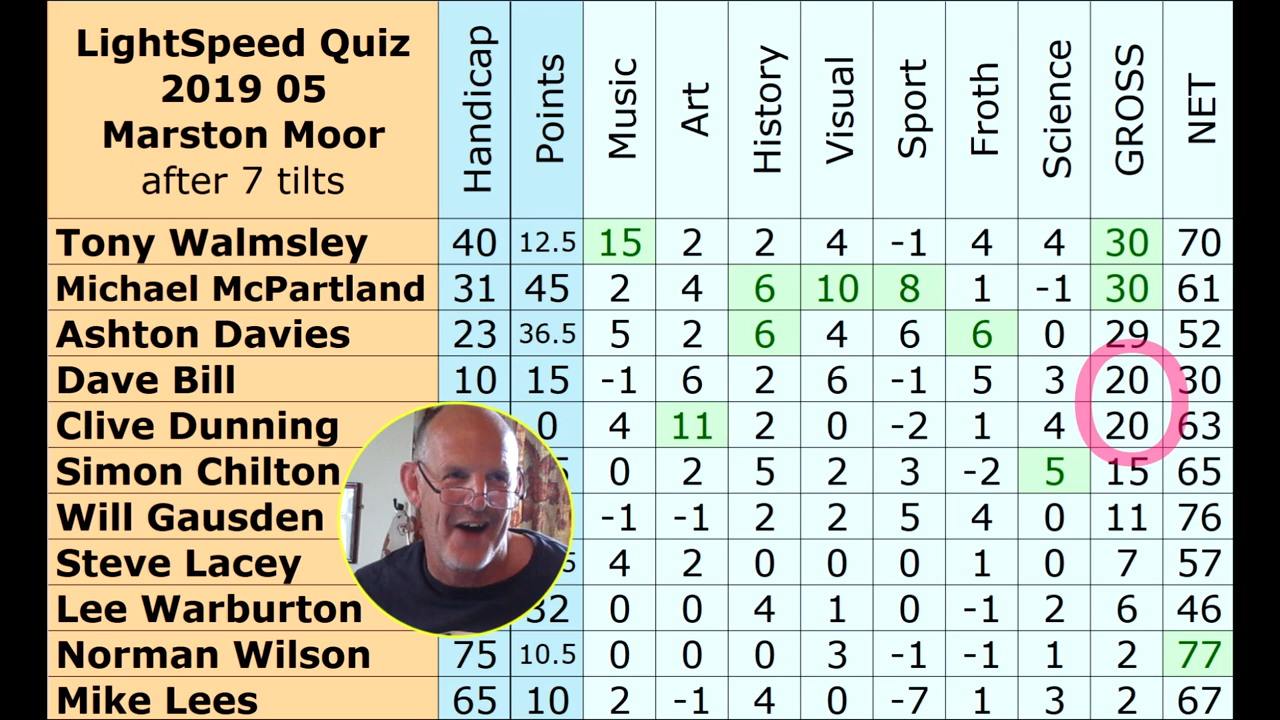 LightSpeed Quiz
2019 05
Marston Moor
after 7 tilts
Handicap Points Music Art History Visual Sport Froth Science GROSS NET
Tony Walmsley 40 12.5 15 2 2 4 -1 4 4 30 70
Michael McPartland 31 45 2 4 6 10 8 1 -1 30 61
Ashton Davies 23 36.5 5 2 6 4 6 6 0 29 52
Dave Bill 10 15 -1 6 2 6 -1 5 3 20 30
Clive Dunning 0 4 11 2 0 -2 1 4 20 63
Simon Chilton 0 2 5 2 3 -2 5 15 65
Will Gausden -1 -1 2 2 5 4 0 11 76
Steve Lacey 4 2 0 0 0 1 0 7 57
Lee Warburton 32 0 0 4 1 0 -1 2 6 46
Norman Wilson 75 10.5 0 0 0 3 -1 -1 1 2 77
Mike Lees 65 10 2 -1 4 0 -7 1 3 2 67